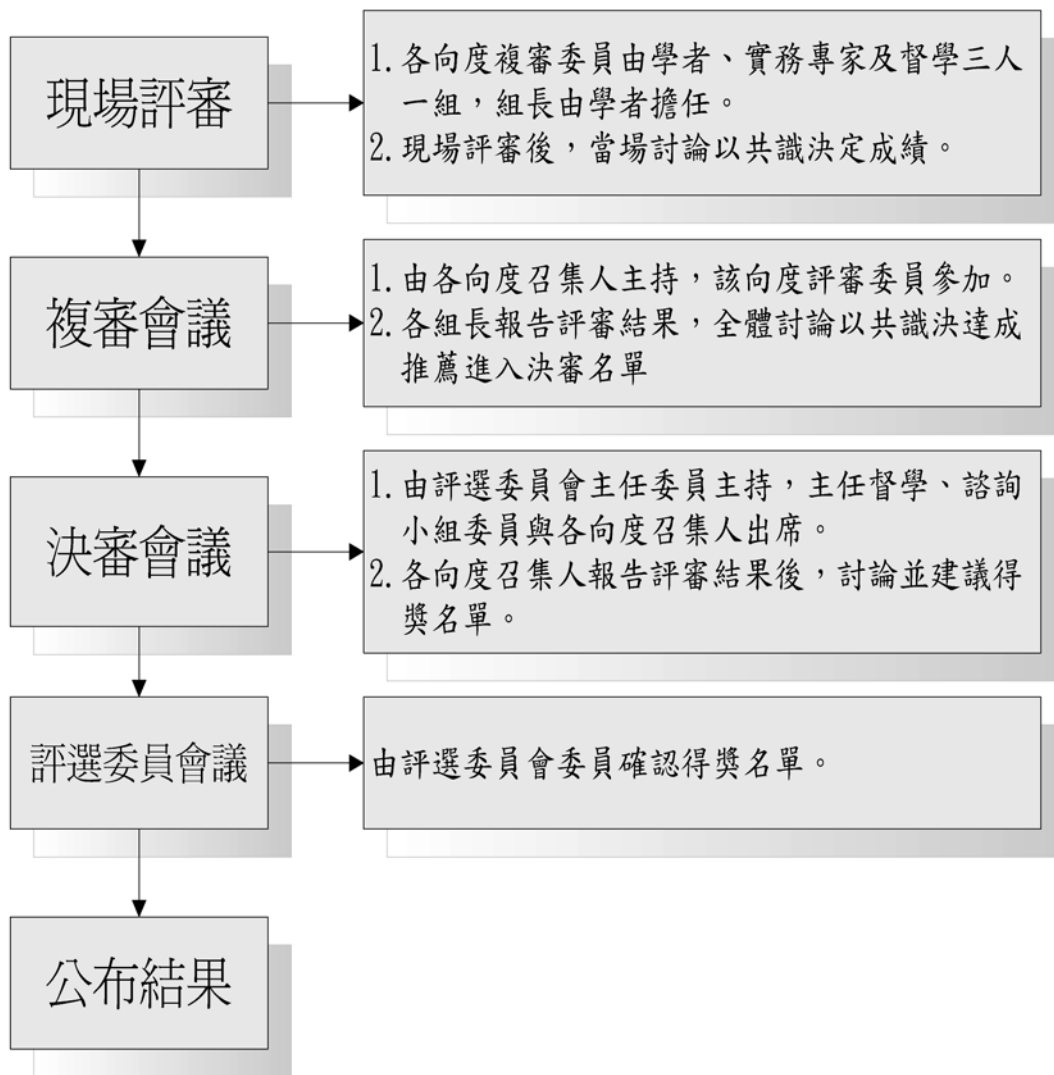 現場評審
1. 各向度複審委員由學者、實務專家及督學三人
一組，組長由學者擔任。
2. 現場評審後，當場討論以共識決定成績。
複審會議
1. 由各向度召集人主持，該向度評審委員參加。
2. 各組長報告評審結果，全體討論以共識決達成
推薦進入決審名單
決審會議
1. 由評選委員會主任委員主持，主任督學、諮詢
小組委員與各向度召集人出席。
2. 各向度召集人報告評審結果後，討論並建議得
獎名單。
評選委員會議
由評選委員會委員確認得獎名單。
公布結果